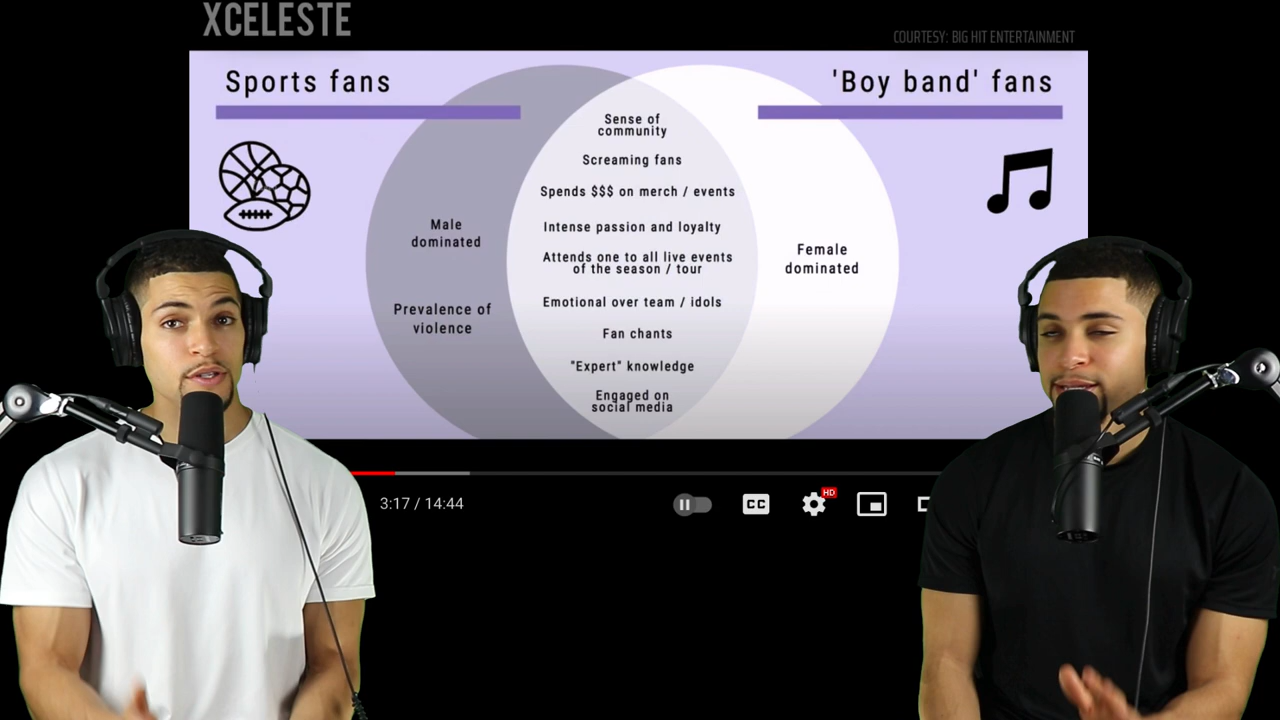 XCELESTE
COURTESY: BIG HIT ENTERTAINMENT
Sports fans
'Boy band' fans
Sense of
community
Screaming fans
Spends $$$ on merch / events
Intense passion and loyalty
Attends one to all live events
of the season / tour
Emotional over team / idols
Fan chants
"Expert" knowledge
Engaged on
social media
Male
dominated
Prevalence of
violence
Female
dominated
3:17 / 14:44
CC
HD